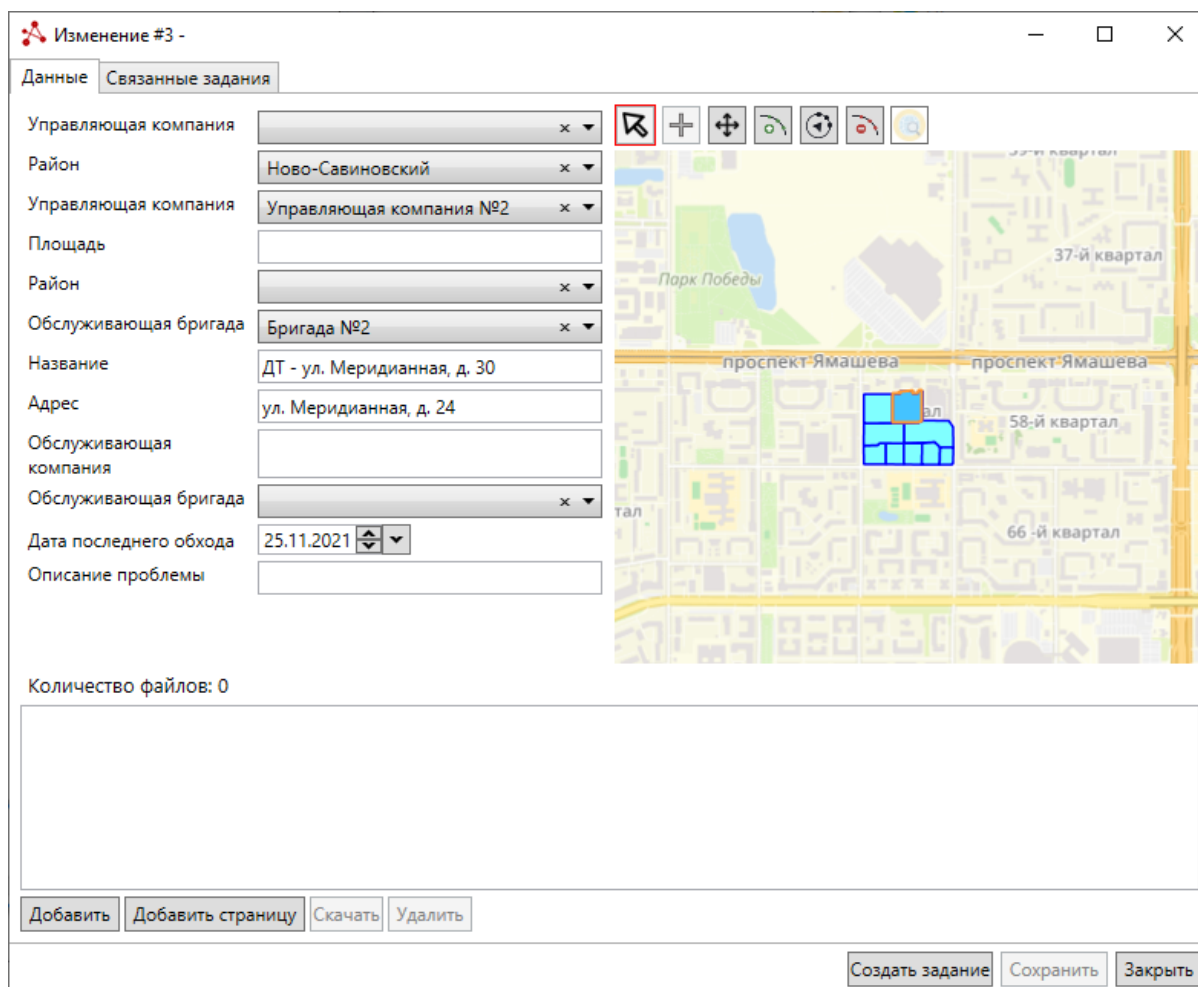 Изменение #3 -
Данные
Связанные задания
Управляющая компания
Район
Ново-Савиновский
Управляющая компания
Управляющая компания №2
Площадь
Район
Обслуживающая бригада
Бригада №2
Название
ДТ - ул. Меридианная, д. 30
Адрес
ул. Меридианная, д. 24
Обслуживающая
компания
Обслуживающая бригада
Дата последнего обхода
25.11.2021
Описание проблемы
37-й квартал
Парк Победы
проспект Ямашева
проспект Ямашева
58-й квартал
66 -й квартал
Количество файлов: 0
Добавить
Добавить страницу
Скачать
Удалить
Создать задание
Сохранить
Закрыть